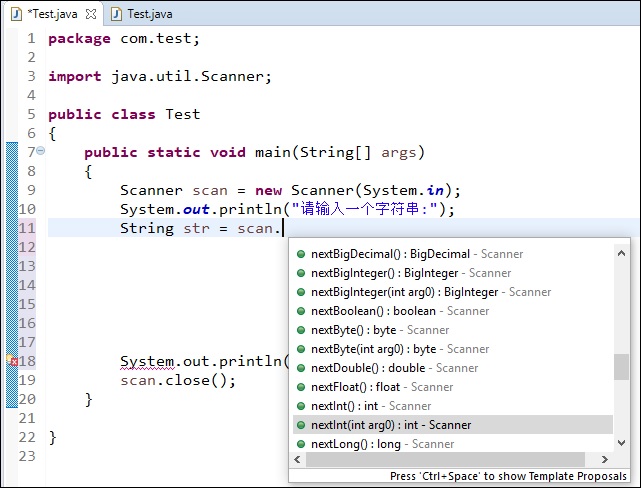 *Test.java Test.java
1 package com.test;
2
3 import java.util.Scanner;
4
5 public class Test
6 {
7 public static void main(String[] args)
8 {
9 Scanner scan = new Scanner(System.in);
10 System.out.println("请输入一个字符串:");
11 String str = scan.
12
13
14
15
16
17
18 System.out.println(
19 scan.close();
20 }
21
22 }
23
nextBigDecimal() : BigDecimal - Scanner
nextBigInteger() : BigInteger - Scanner
nextBigInteger(int arg0) : BigInteger - Scanner
nextBoolean() : boolean - Scanner
nextByte() : byte - Scanner
nextByte(int arg0) : byte - Scanner
nextDouble() : double - Scanner
nextFloat() : float - Scanner
nextInt() : int - Scanner
nextInt(int arg0) : int - Scanner
nextLong() : long - Scanner
Press 'Ctrl+Space' to show Template Proposals